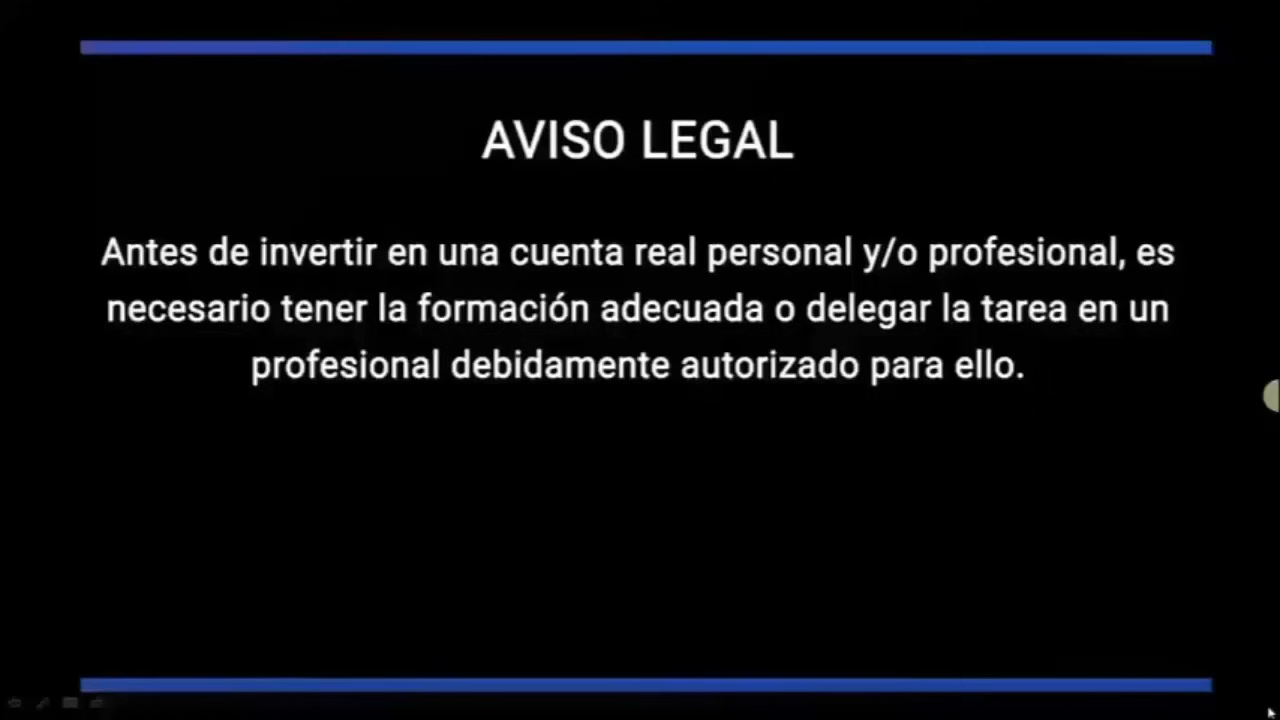 AVISO LEGAL
Antes de invertir en una cuenta real personal y/o profesional, es
necesario tener la formación adecuada o delegar la tarea en un
profesional debidamente autorizado para ello.